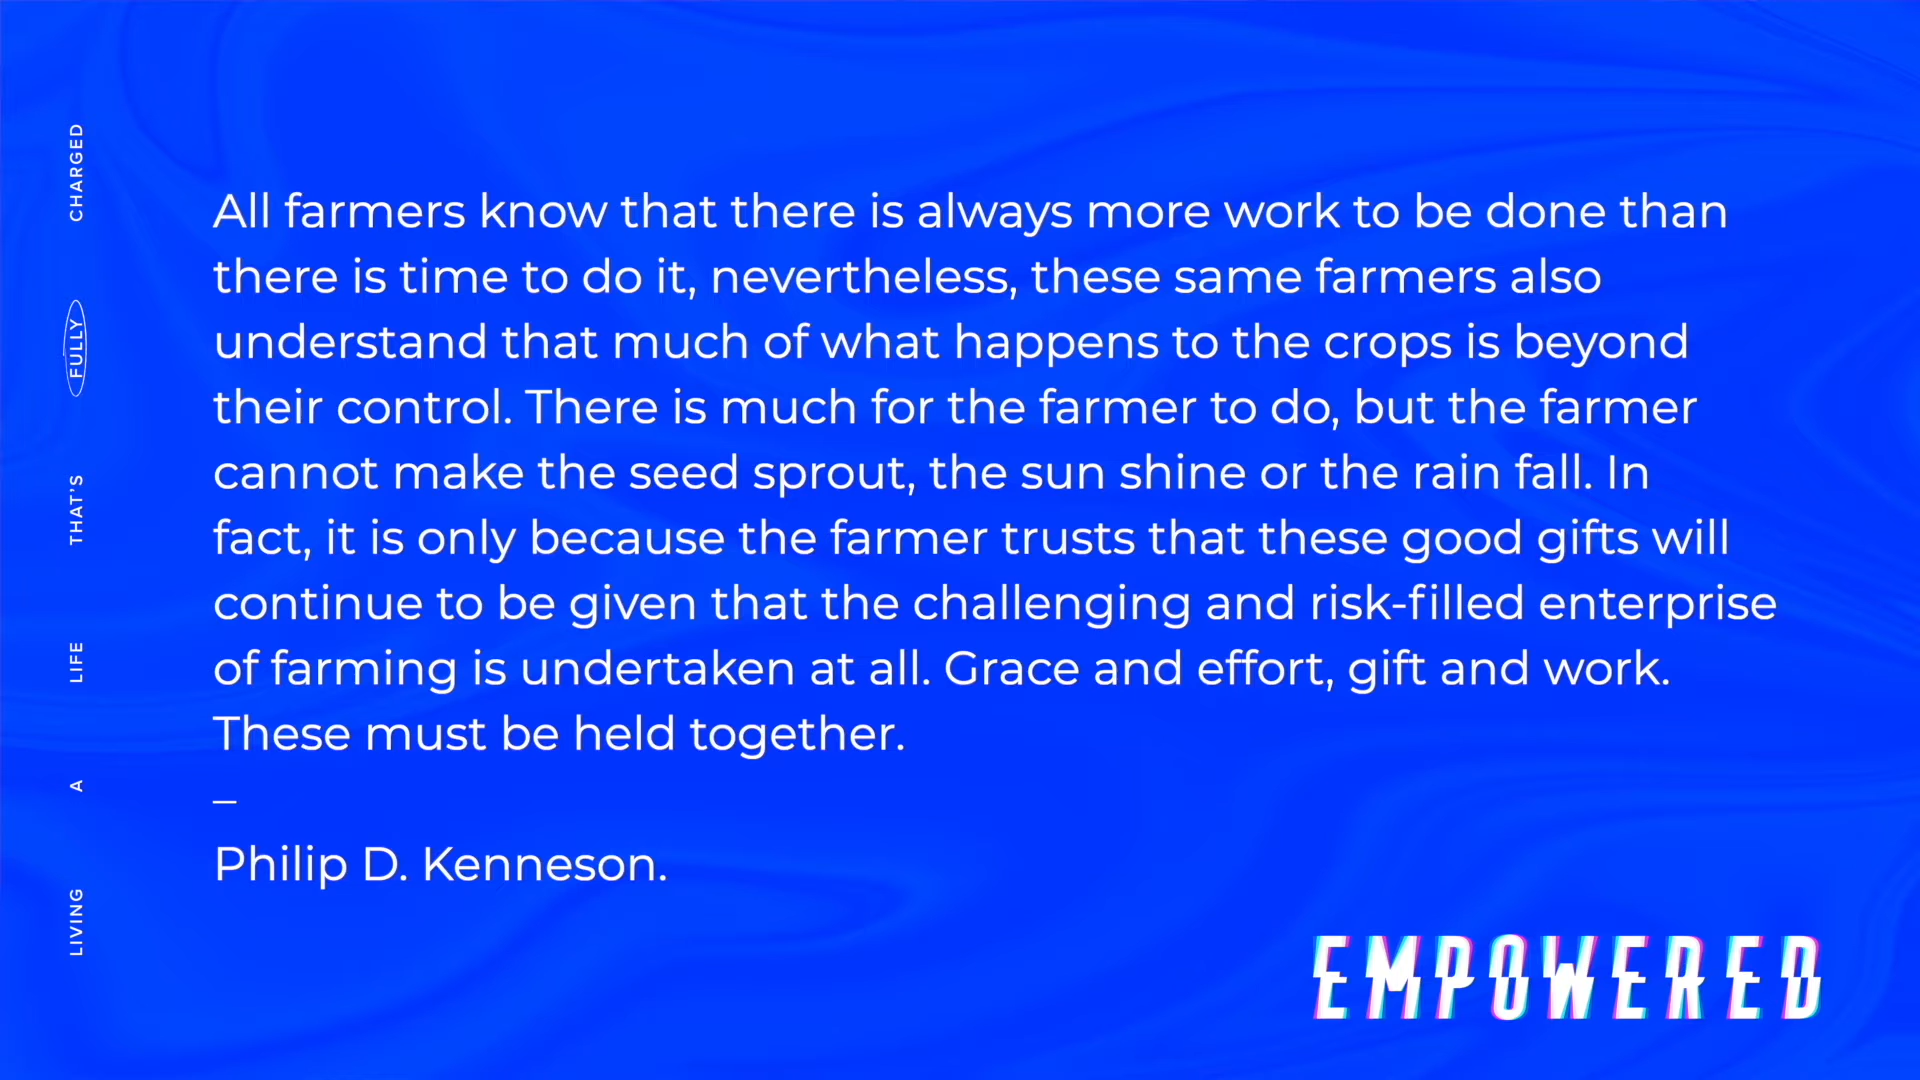 All farmers know that there is always more work to be done than
there is time to do it, nevertheless, these same farmers also
understand that much of what happens to the crops is beyond
their control. There is much for the farmer to do, but the farmer
cannot make the seed sprout, the sun shine or the rain fall. In
fact, it is only because the farmer trusts that these good gifts will
continue to be given that the challenging and risk-filled enterprise
of farming is undertaken at all. Grace and effort, gift and work.
These must be held together.
–
Philip D. Kenneson.
LIVING A LIFE THAT'S FULLY CHARGED
EMPOWERED